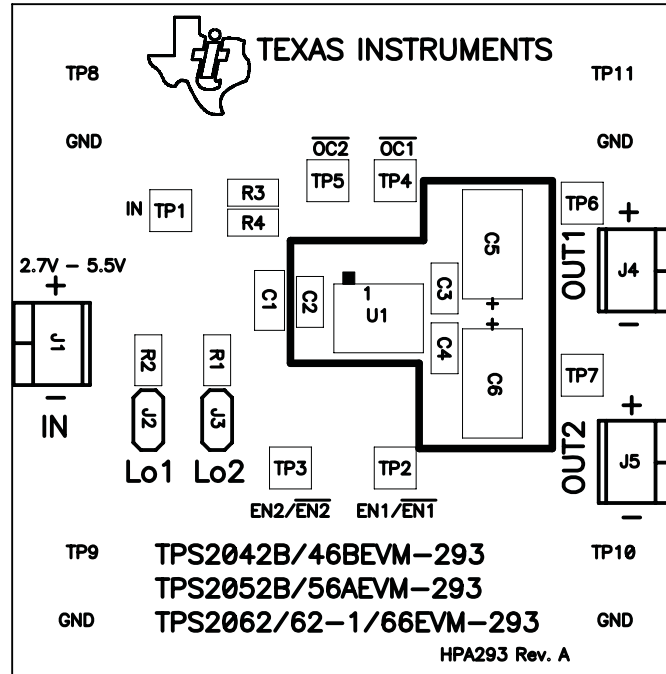 TEXAS INSTRUMENTS
TP8
TP11
GND
GND
OC2
OC1
TP5
TP4
R3
R4
IN
TP1
TP6
+
OUT1
J4
−
C5
2.7V − 5.5V
+
J1
−
IN
C1
C2
1
U1
C3
+
+
C4
C6
R2
R1
J2
J3
Lo1
Lo2
TP7
+
OUT2
J5
−
TP3
TP2
EN2/EN2
EN1/EN1
TP9
TPS2042B/46BEVM−293
TP10
TPS2052B/56AEVM−293
GND
TPS2062/62−1/66EVM−293
GND
HPA293 Rev. A